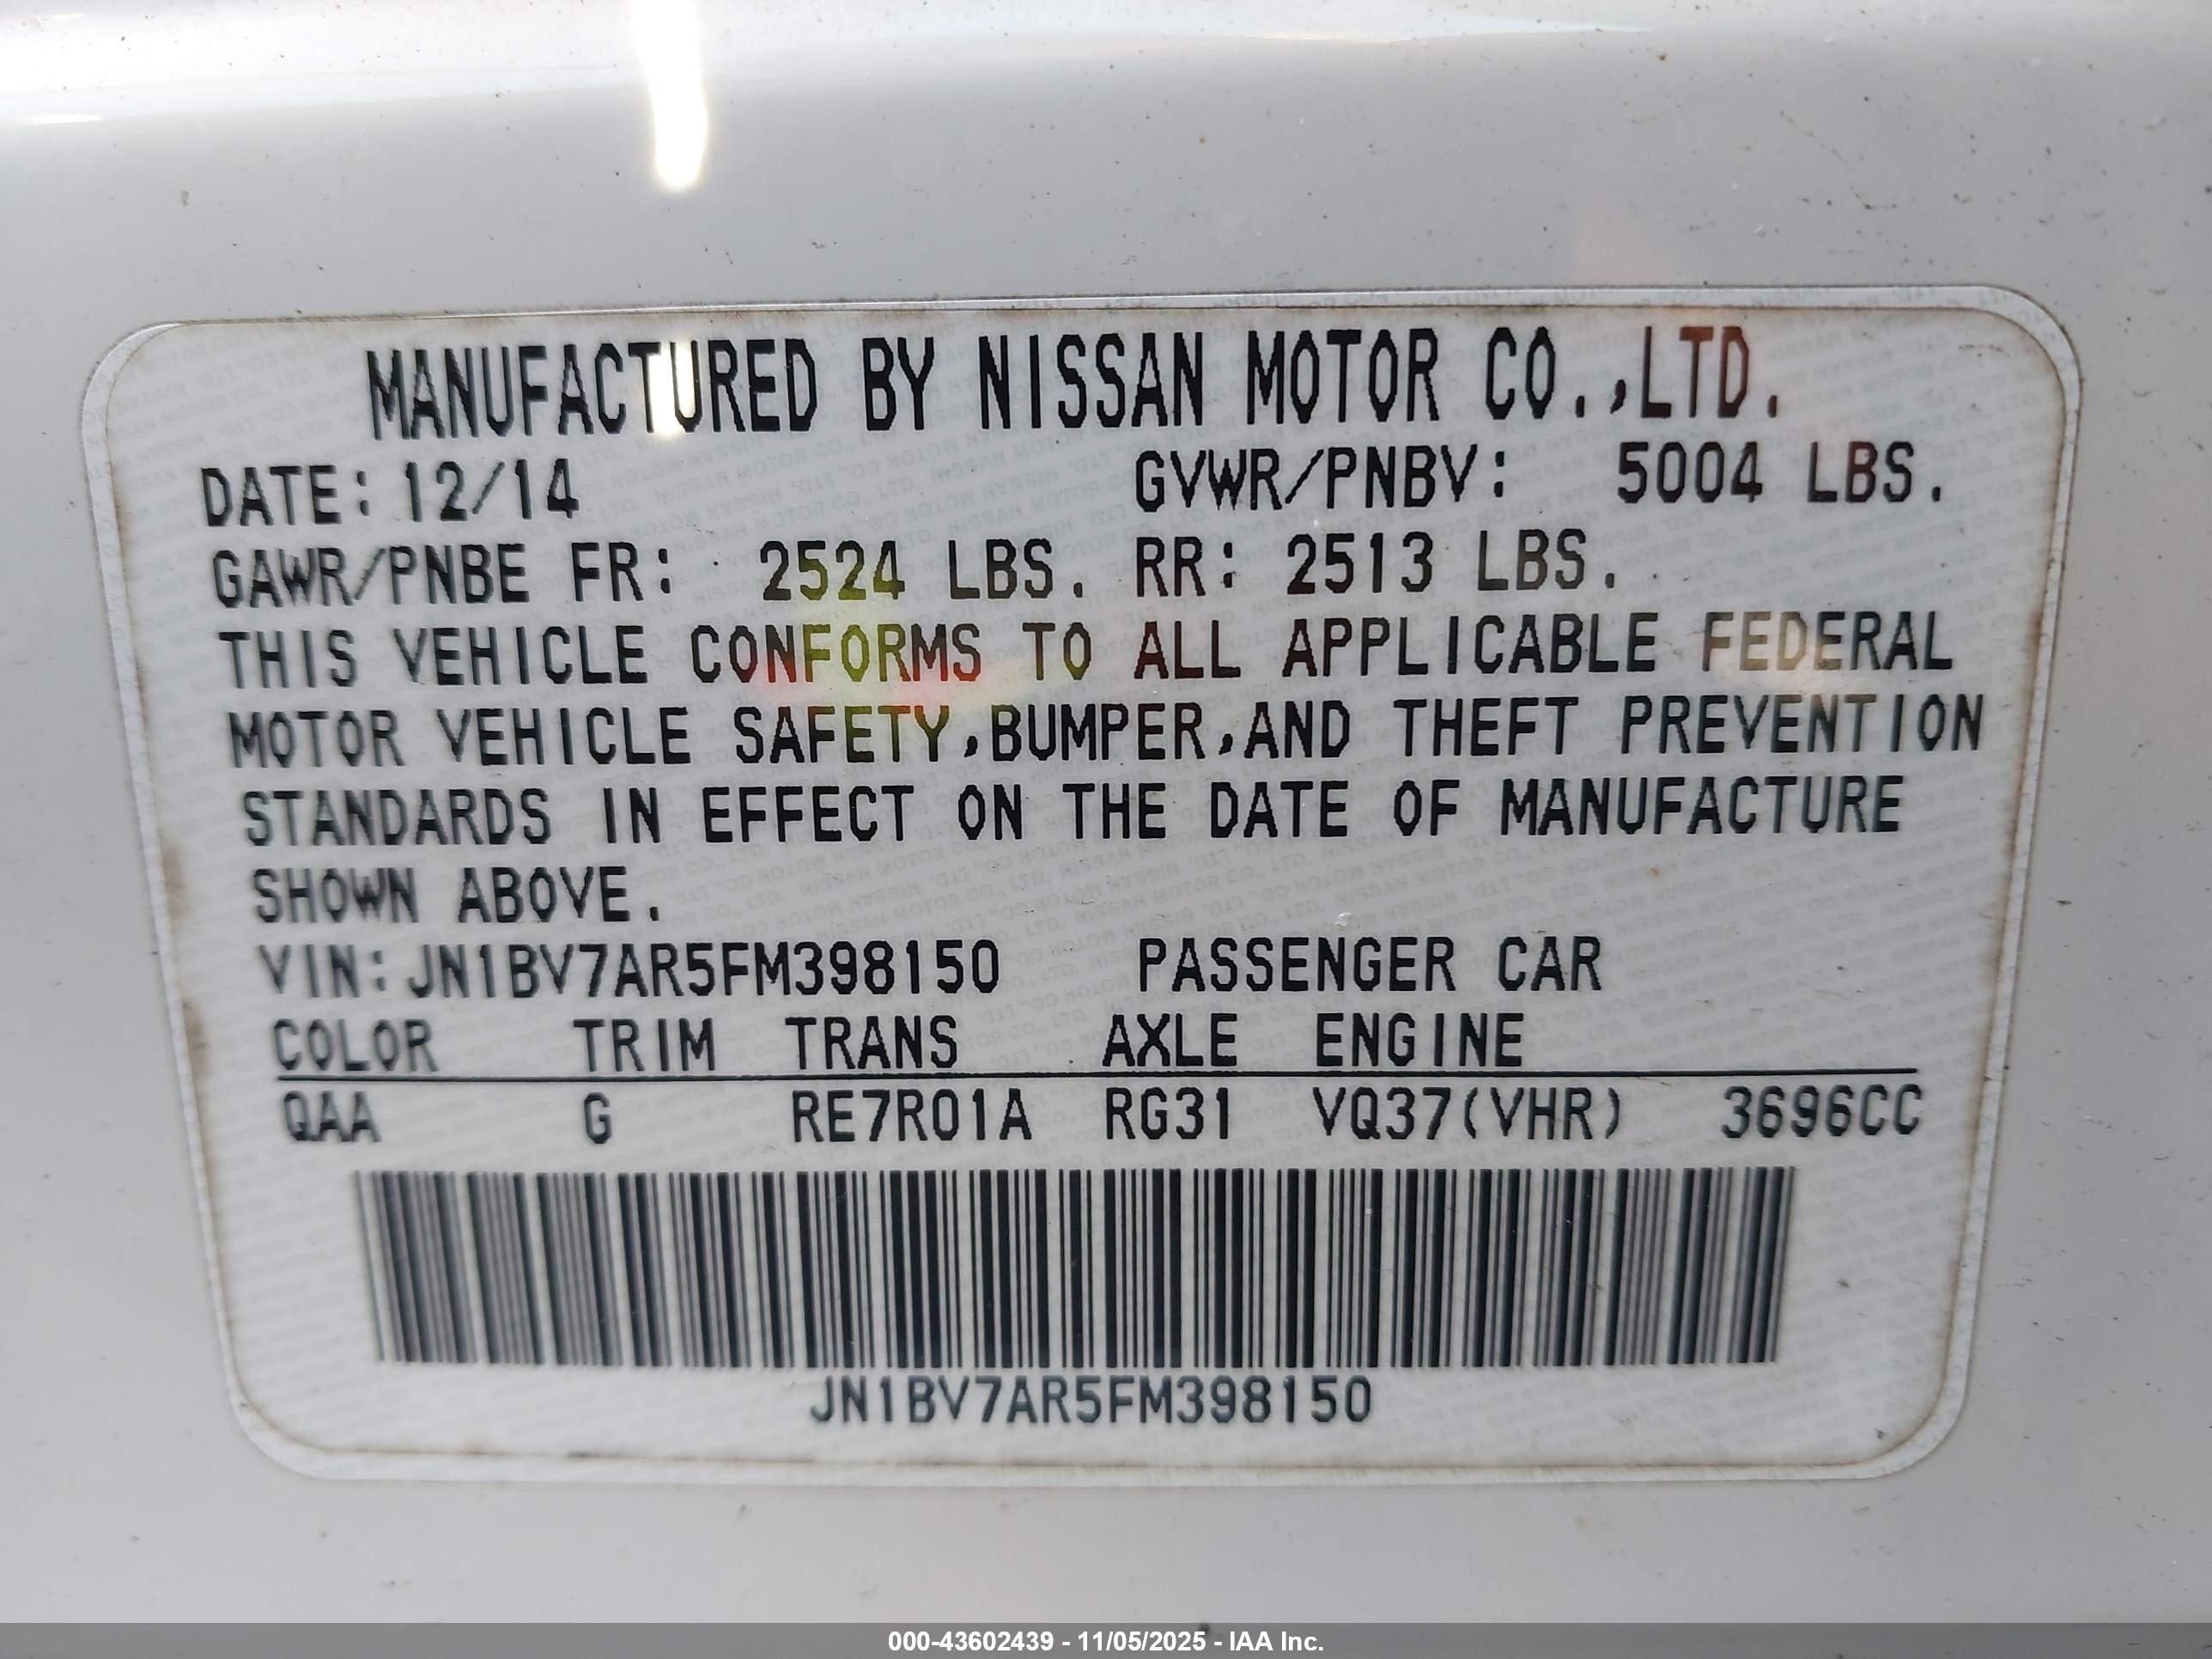 MANUFACTURED BY NISSAN MOTOR CO.,LTD.
DATE: 12/14 GVWR/PNBV: 5004 LBS.
GAWR/PNBE FR: 2524 LBS. RR: 2513 LBS.
THIS VEHICLE CONFORMS TO ALL APPLICABLE FEDERAL
MOTOR VEHICLE SAFETY,BUMPER,AND THEFT PREVENTION
STANDARDS IN EFFECT ON THE DATE OF MANUFACTURE
SHOWN ABOVE.
VIN:JN1BV7AR5FM398150 PASSENGER CAR
COLOR TRIM TRANS AXLE ENGINE
QAA G RE7R01A RG31 VQ37(VHR) 3696CC
JN1BV7AR5FM398150
000-43602439 - 11/05/2025 - IAA Inc.